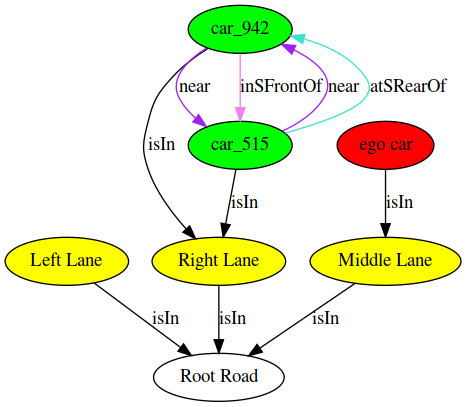 car_942
near
inSFrontOf
near
atSRearOf
isIn
car_515
ego car
isIn
isIn
Left Lane
Right Lane
Middle Lane
isIn
isIn
isIn
Root Road